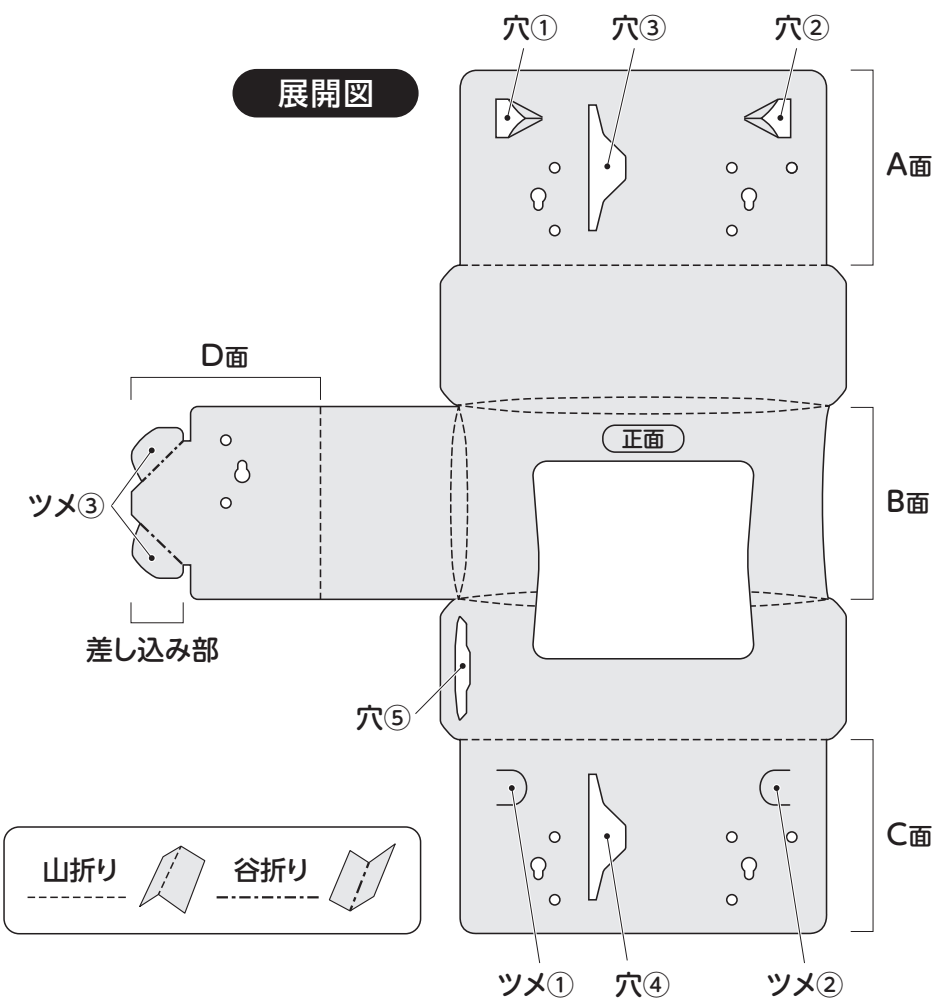 穴① 穴③ 穴②
展開図
A面
D面
正面
B面
ツメ③
差し込み部
穴⑤
山折り 谷折り
C面
ツメ① 穴④ ツメ②